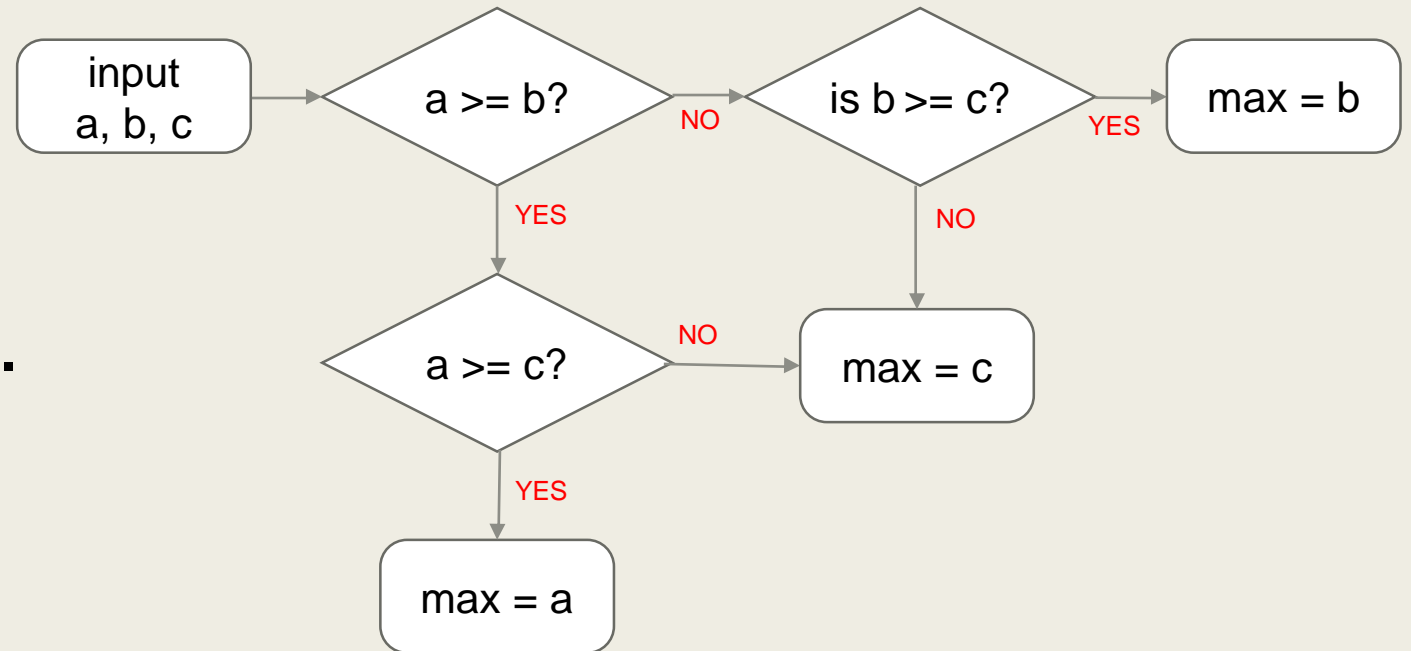 input
a, b, c
a >= b?
NO
is b >= c?
YES
max = b
YES
NO
a >= c?
NO
max = c
YES
max = a